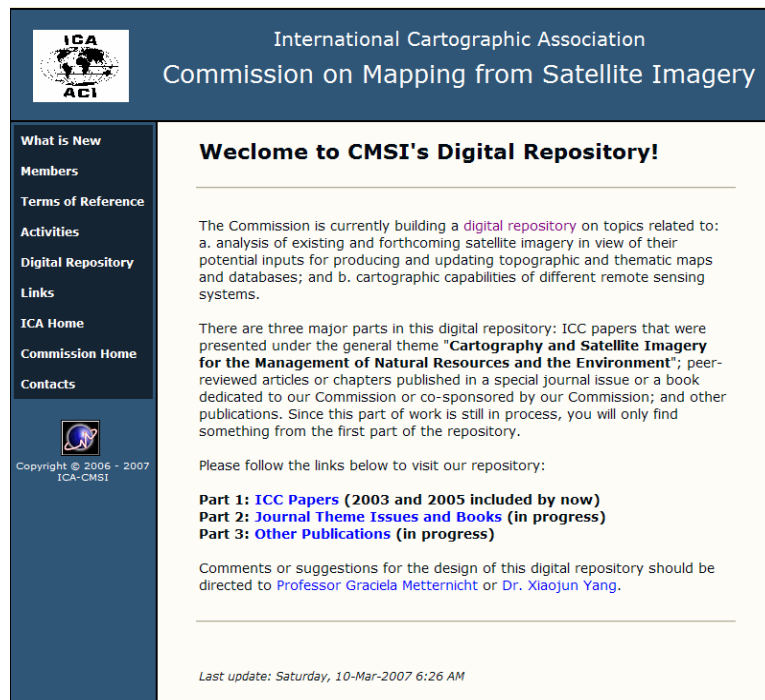 ICA
ACI
International Cartographic Association
Commission on Mapping from Satellite Imagery
What is New
Members
Terms of Reference
Activities
Digital Repository
Links
ICA Home
Commission Home
Contacts
Copyright © 2006 - 2007
ICA-CMSI
Weclome to CMSI's Digital Repository!
The Commission is currently building a digital repository on topics related to:
a. analysis of existing and forthcoming satellite imagery in view of their
potential inputs for producing and updating topographic and thematic maps
and databases; and b. cartographic capabilities of different remote sensing
systems.
There are three major parts in this digital repository: ICC papers that were
presented under the general theme "Cartography and Satellite Imagery
for the Management of Natural Resources and the Environment"; peer-
reviewed articles or chapters published in a special journal issue or a book
dedicated to our Commission or co-sponsored by our Commission; and other
publications. Since this part of work is still in process, you will only find
something from the first part of the repository.
Please follow the links below to visit our repository:
Part 1: ICC Papers (2003 and 2005 included by now)
Part 2: Journal Theme Issues and Books (in progress)
Part 3: Other Publications (in progress)
Comments or suggestions for the design of this digital repository should be
directed to Professor Graciela Metternicht or Dr. Xiaojun Yang.
Last update: Saturday, 10-Mar-2007 6:26 AM